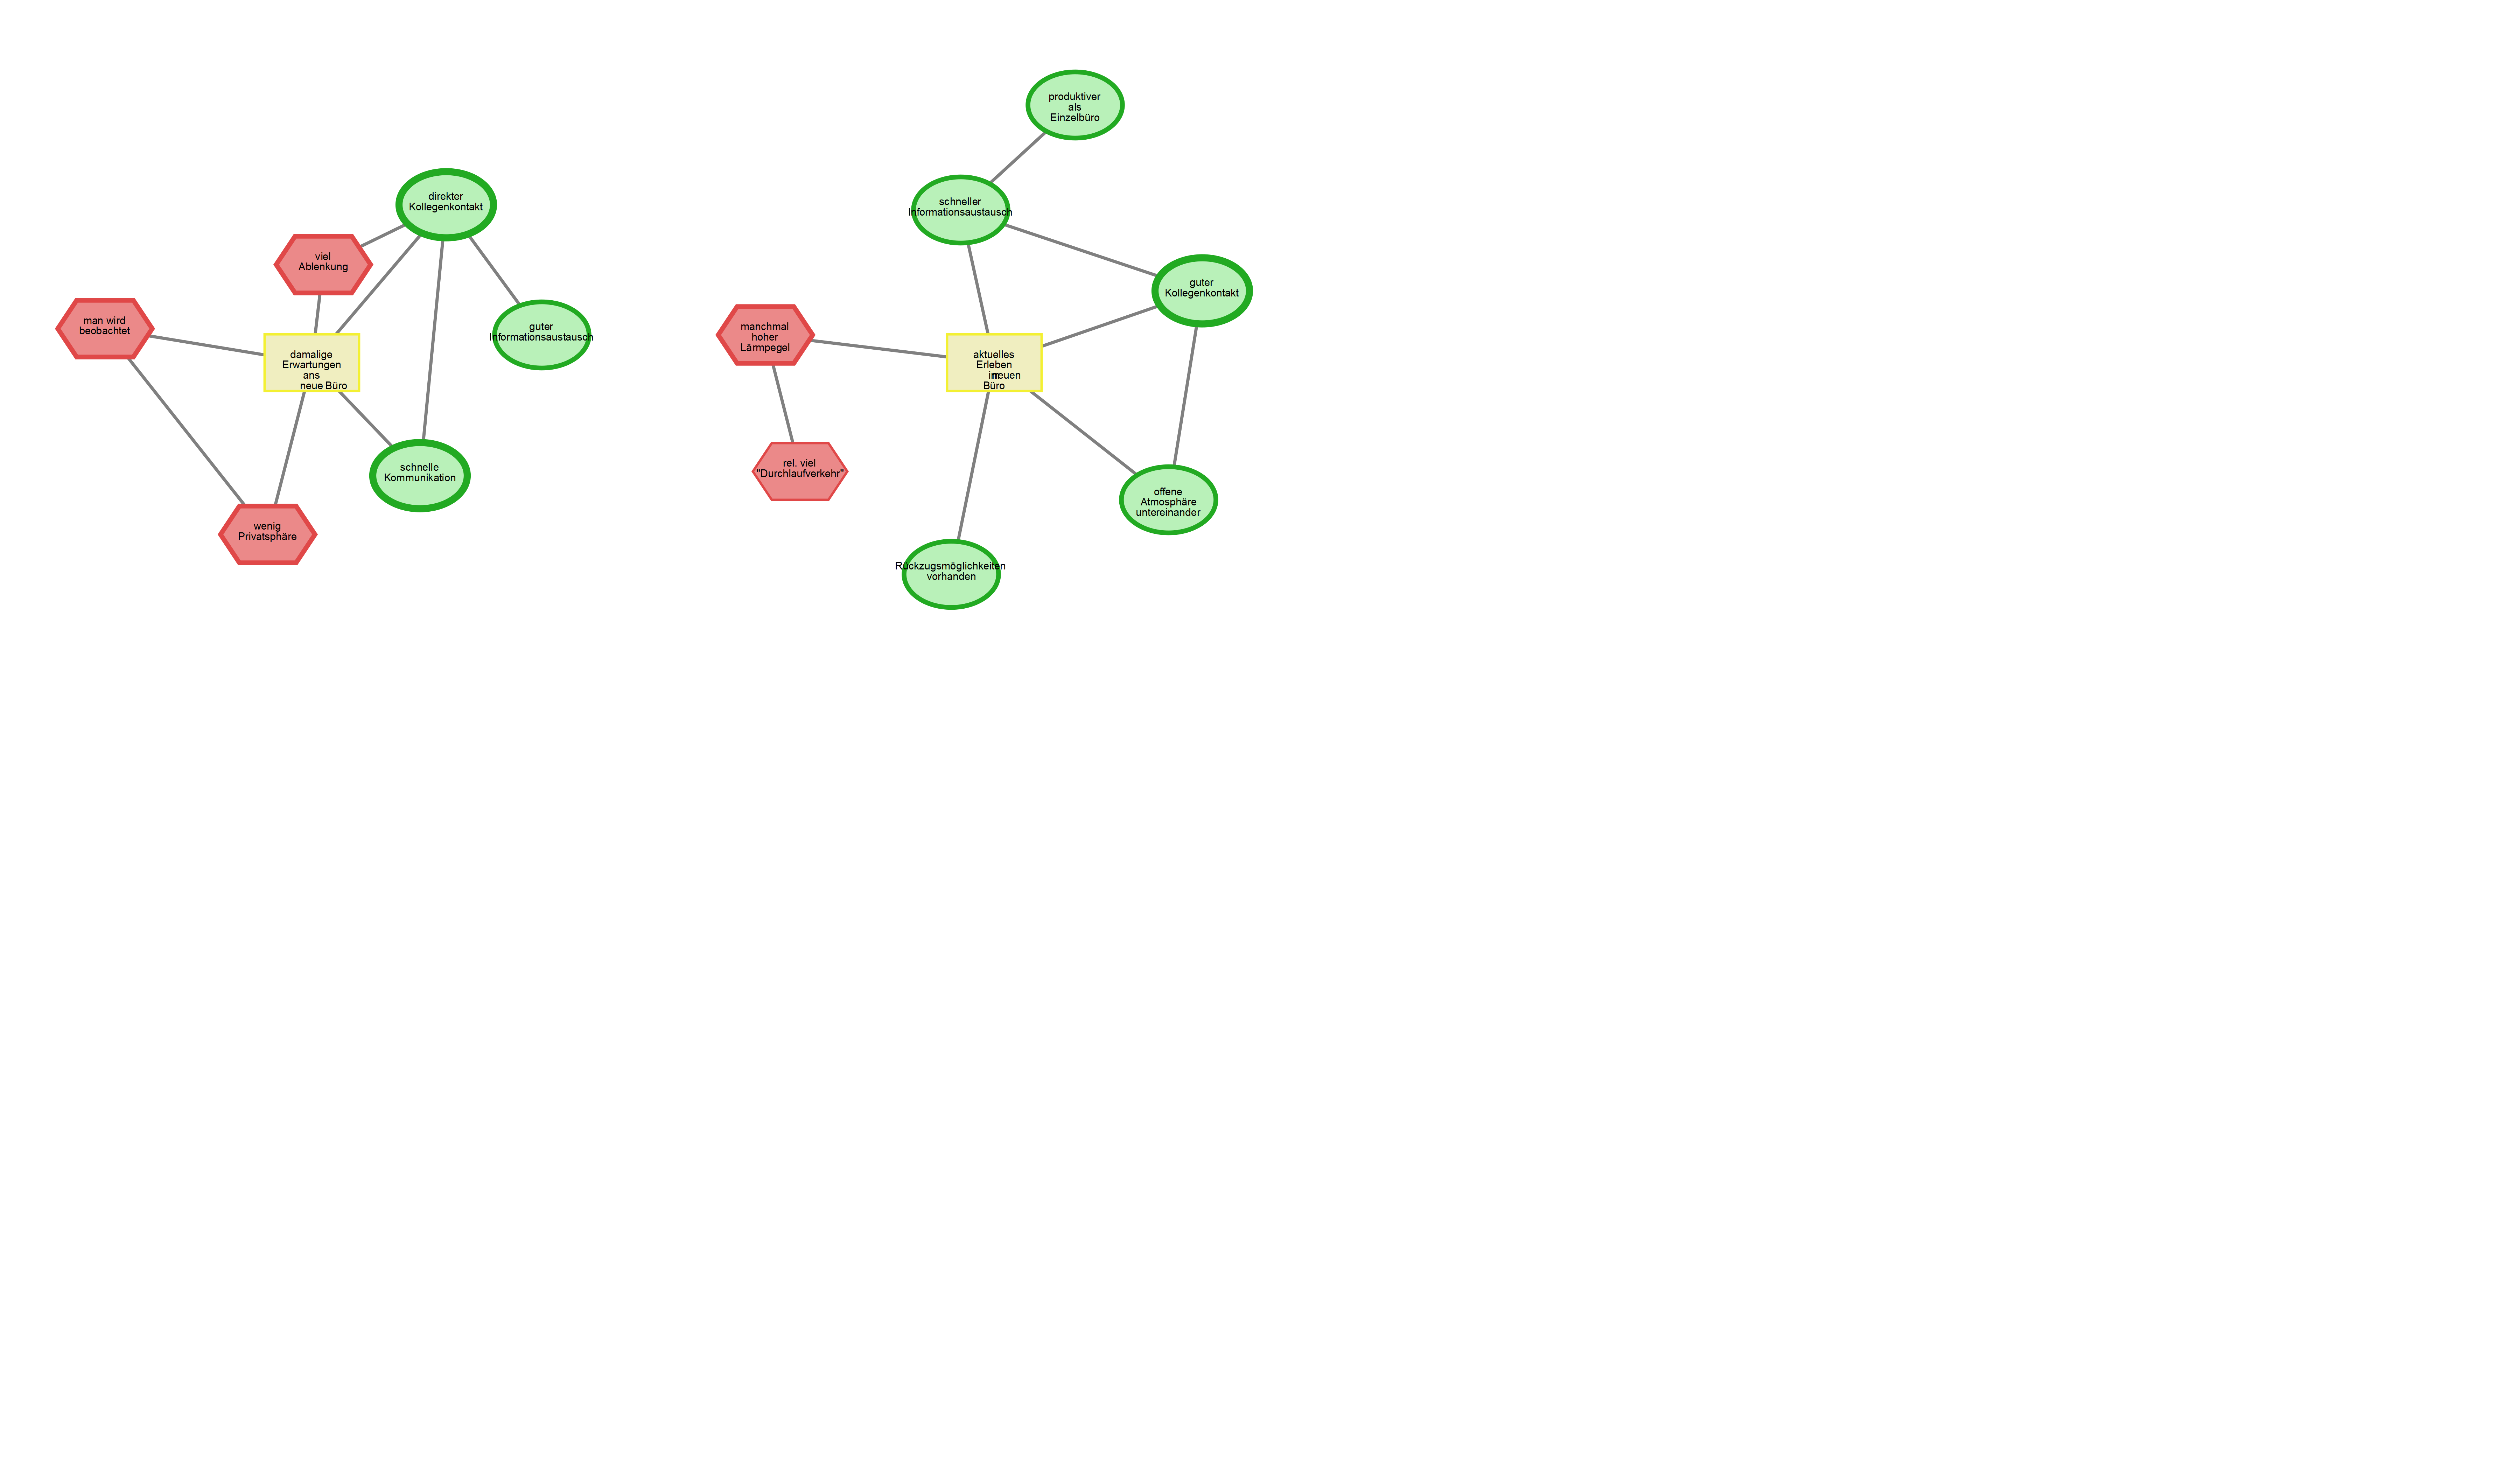 direkter
Kollegenkontakt
viel
Ablenkung
man wird
beobachtet
guter
Informationsaustausch
damalige
Erwartungen
ans
neue Büro
schnelle
Kommunikation
wenig
Privatsphäre
produktiver
als
Einzelbüro
schneller
Informationsaustausch
guter
Kollegenkontakt
manchmal
hoher
Lärmpegel
aktuelles
Erleben
im neuen
Büro
rel. viel
"Durchlaufverkehr"
offene
Atmosphäre
untereinander
Rückzugsmöglichkeiten
vorhanden